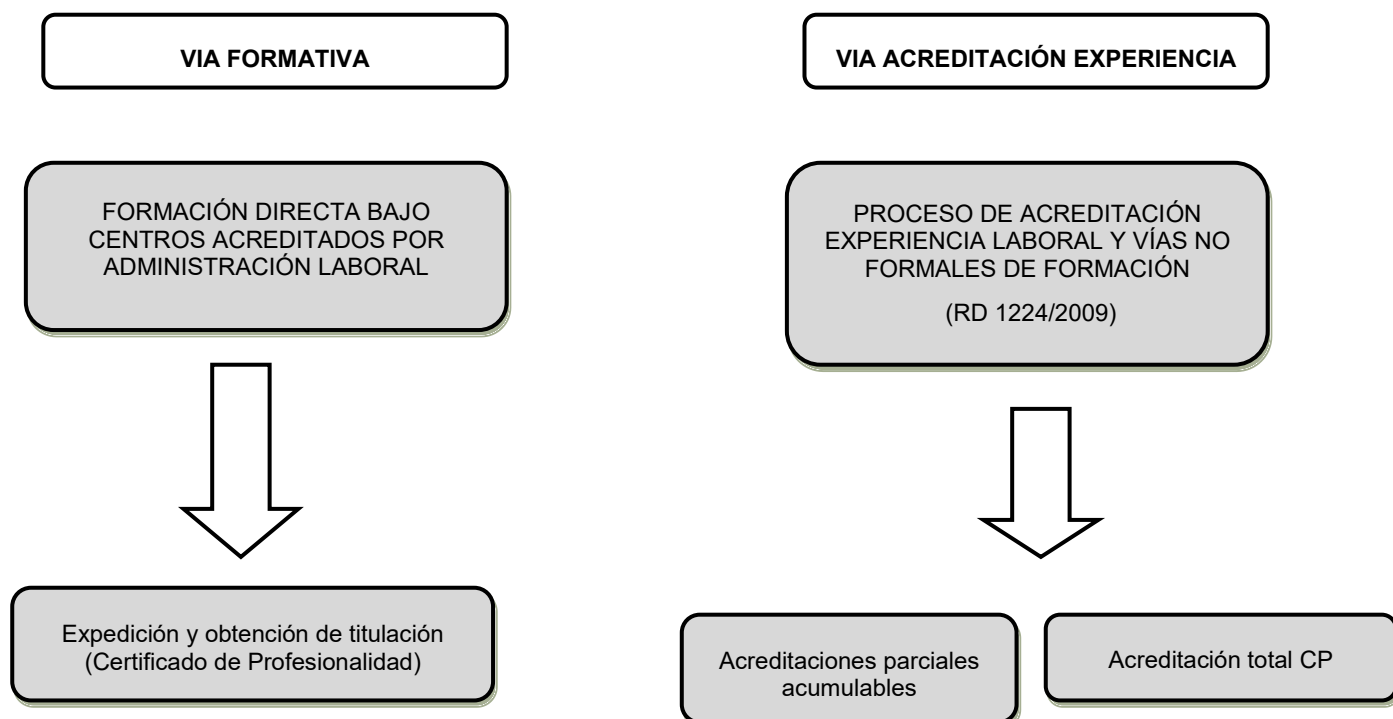 VIA FORMATIVA
VIA ACREDITACIÓN EXPERIENCIA
FORMACIÓN DIRECTA BAJO
CENTROS ACREDITADOS POR
ADMINISTRACIÓN LABORAL
PROCESO DE ACREDITACIÓN
EXPERIENCIA LABORAL Y VÍAS NO
FORMALES DE FORMACIÓN
(RD 1224/2009)
Expedición y obtención de titulación
(Certificado de Profesionalidad)
Acreditaciones parciales
acumulables
Acreditación total CP